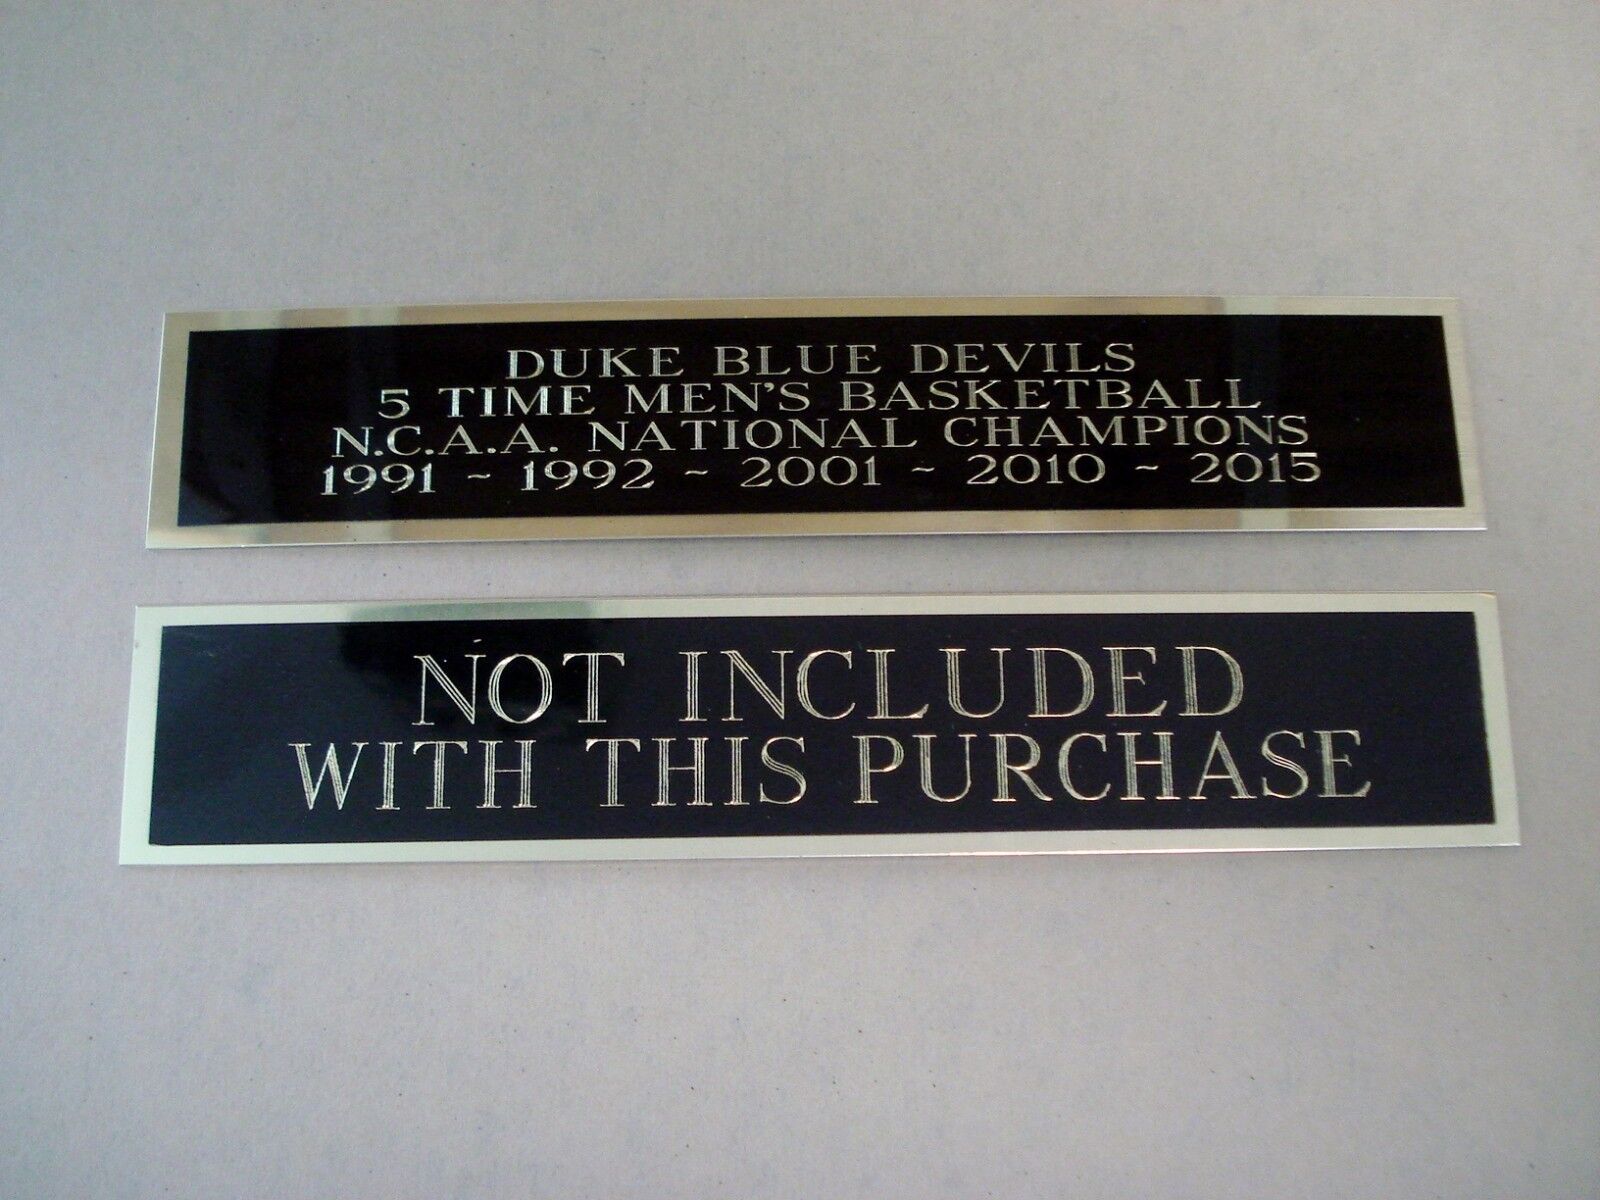 DUKE BLUE DEVILS
5 TIME MEN'S BASKETBALL
N.C.A.A. NATIONAL CHAMPIONS
1991 ~ 1992 ~ 2001 ~ 2010 ~ 2015
NOT INCLUDED
WITH THIS PURCHASE